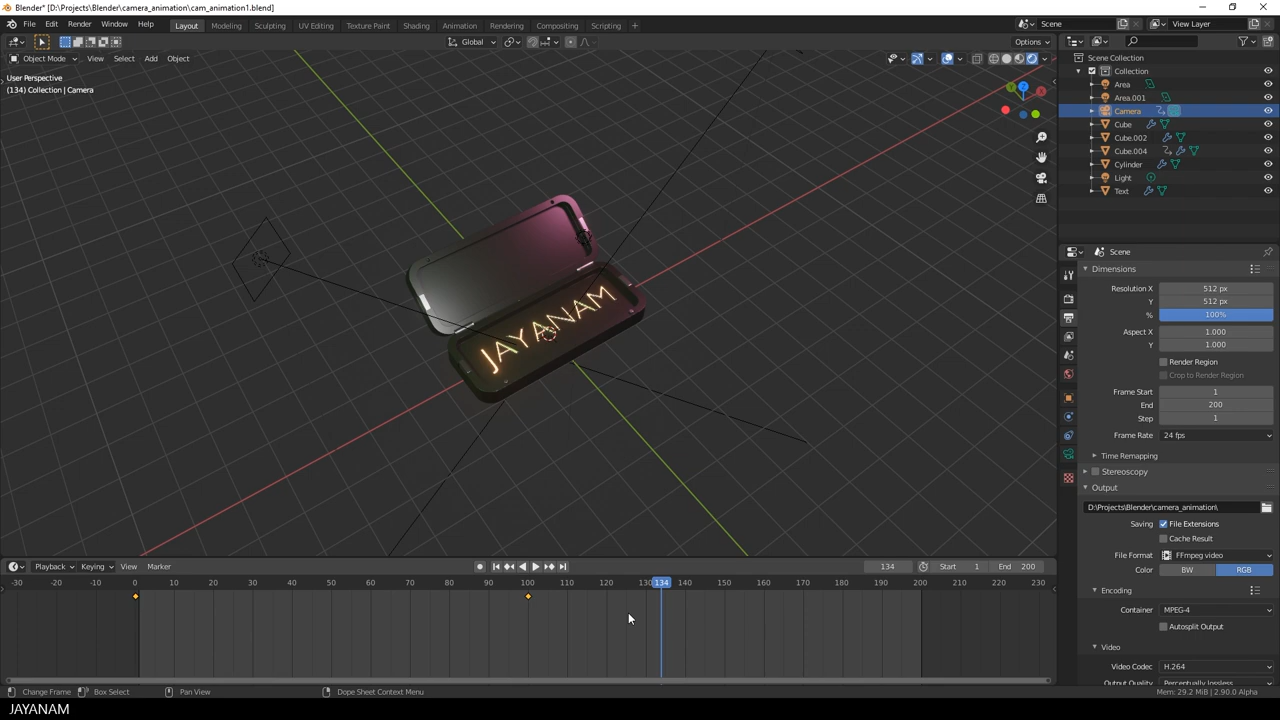 Blender* [D:\Projects\Blender\camera_animation\cam_animation1.blend]
File Edit Render Window Help Layout Modeling Sculpting UV Editing Texture Paint Shading Animation Rendering Compositing Scripting Scene View Layer
Global Options
Object Mode View Select Add Object
User Perspective
(134) Collection | Camera
JAYANAM
Scene Collection
Collection
Area
Area.001
Camera
Cube
Cube.002
Cube.004
Cylinder
Light
Text
Scene
Dimensions
Resolution X 512 px
Y 512 px
% 100%
Aspect X 1.000
Y 1.000
Render Region
Crop to Render Region
Frame Start 1
End 200
Step 1
Frame Rate 24 fps
Time Remapping
Stereoscopy
Output
D:\Projects\Blender\camera_animation\
Saving File Extensions
Cache Result
File Format FFmpeg video
Color BW RGB
Encoding
Container MPEG-4
Autosplit Output
Video
Video Codec H.264
Output Quality Perceptually lossless
Playback Keying View Marker 134 Start 1 End 200
-30 -20 -10 0 10 20 30 40 50 60 70 80 90 100 110 120 130 134 140 150 160 170 180 190 200 210 220 230
Change Frame Box Select Pan View Dope Sheet Context Menu Mem: 29.2 MiB | 2.90.0 Alpha
JAYANAM